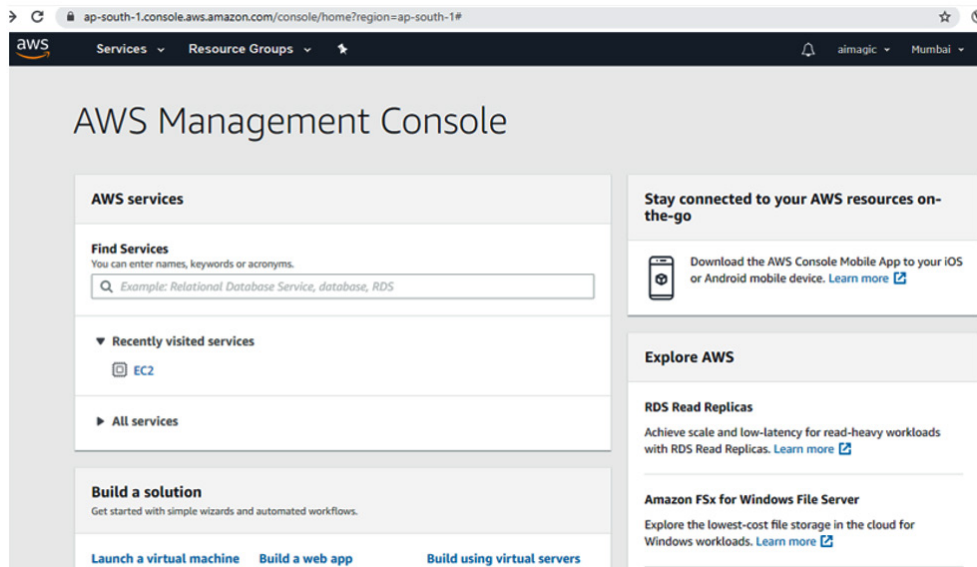 ap-south-1.console.aws.amazon.com/console/home?region=ap-south-1#
aws
Services
Resource Groups
aimagic
Mumbai
AWS Management Console
AWS services
Find Services
You can enter names, keywords or acronyms.
Example: Relational Database Service, database, RDS
Recently visited services
EC2
All services
Build a solution
Get started with simple wizards and automated workflows.
Launch a virtual machine
Build a web app
Build using virtual servers
Stay connected to your AWS resources on-
the-go
Download the AWS Console Mobile App to your iOS
or Android mobile device. Learn more
Explore AWS
RDS Read Replicas
Achieve scale and low-latency for read-heavy workloads
with RDS Read Replicas. Learn more
Amazon FSx for Windows File Server
Explore the lowest-cost file storage in the cloud for
Windows workloads. Learn more